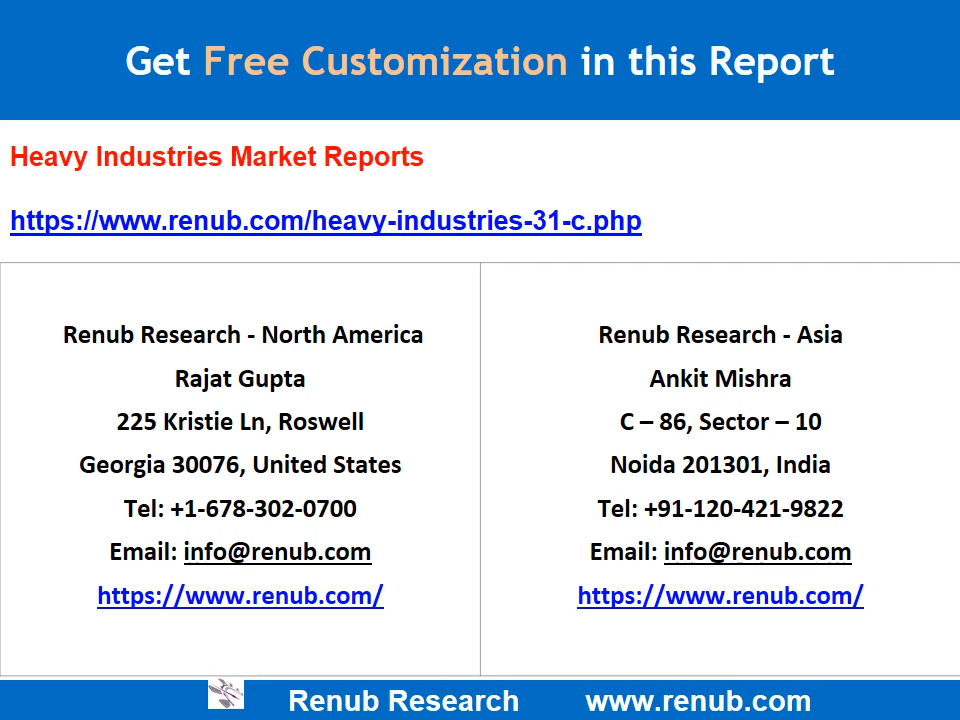 Get Free Customization in this Report
Heavy Industries Market Reports
https://www.renub.com/heavy-industries-31-c.php
Renub Research - North America
Rajat Gupta
225 Kristie Ln, Roswell
Georgia 30076, United States
Tel: +1-678-302-0700
Email: info@renub.com
https://www.renub.com/
Renub Research - Asia
Ankit Mishra
C – 86, Sector – 10
Noida 201301, India
Tel: +91-120-421-9822
Email: info@renub.com
https://www.renub.com/
Renub Research www.renub.com